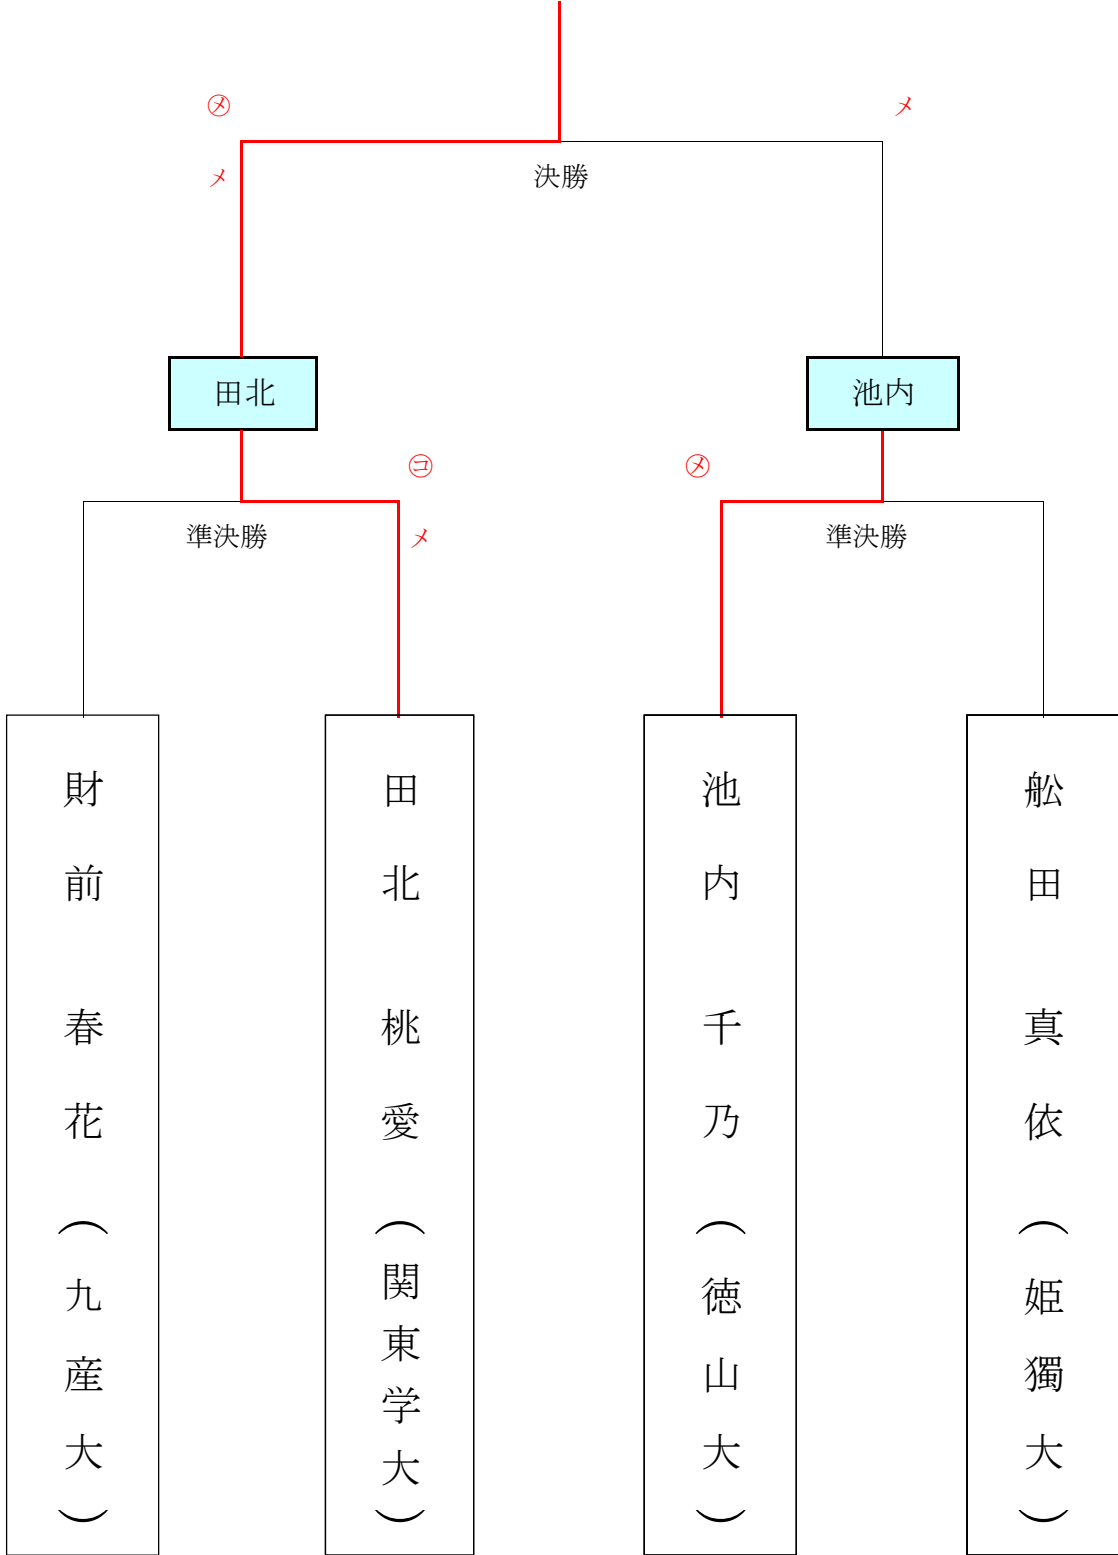 ㋱ メ
メ 決勝
田北 池内
㋙ ㋱
準決勝 メ 準決勝
財前 春花(九産大)
田北 桃愛(関東学大)
池内 千乃(徳山大)
舩田 真依(姫獨大)